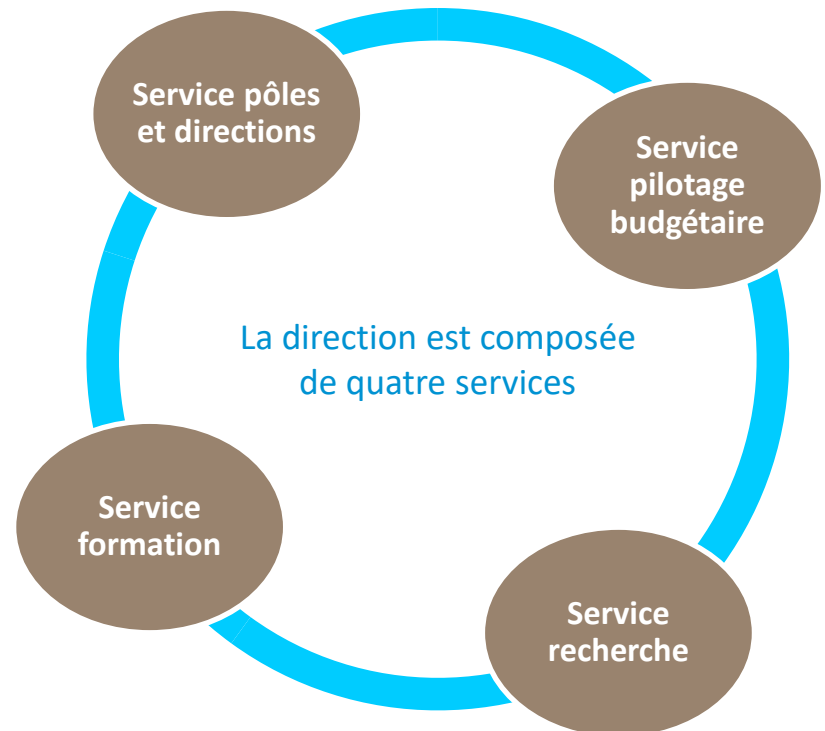 Service pôles
et directions
Service
pilotage
budgétaire
La direction est composée
de quatre services
Service
formation
Service
recherche